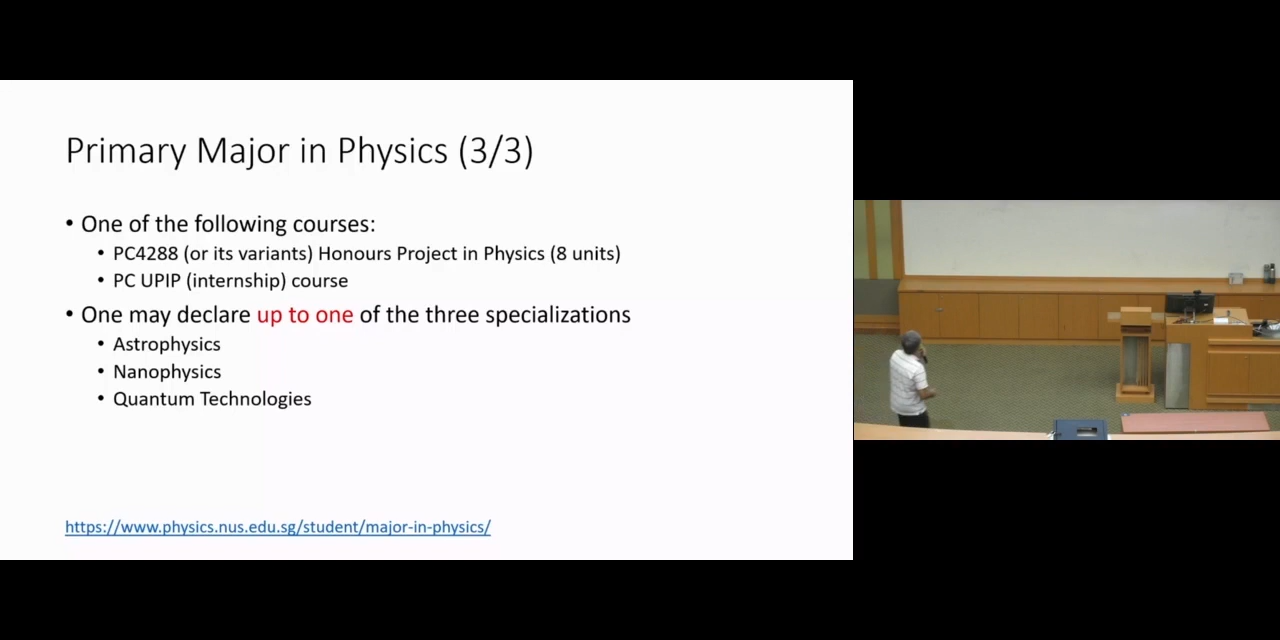 Primary Major in Physics (3/3)
• One of the following courses:
• PC4288 (or its variants) Honours Project in Physics (8 units)
• PC UPIP (internship) course
• One may declare up to one of the three specializations
• Astrophysics
• Nanophysics
• Quantum Technologies
https://www.physics.nus.edu.sg/student/major-in-physics/